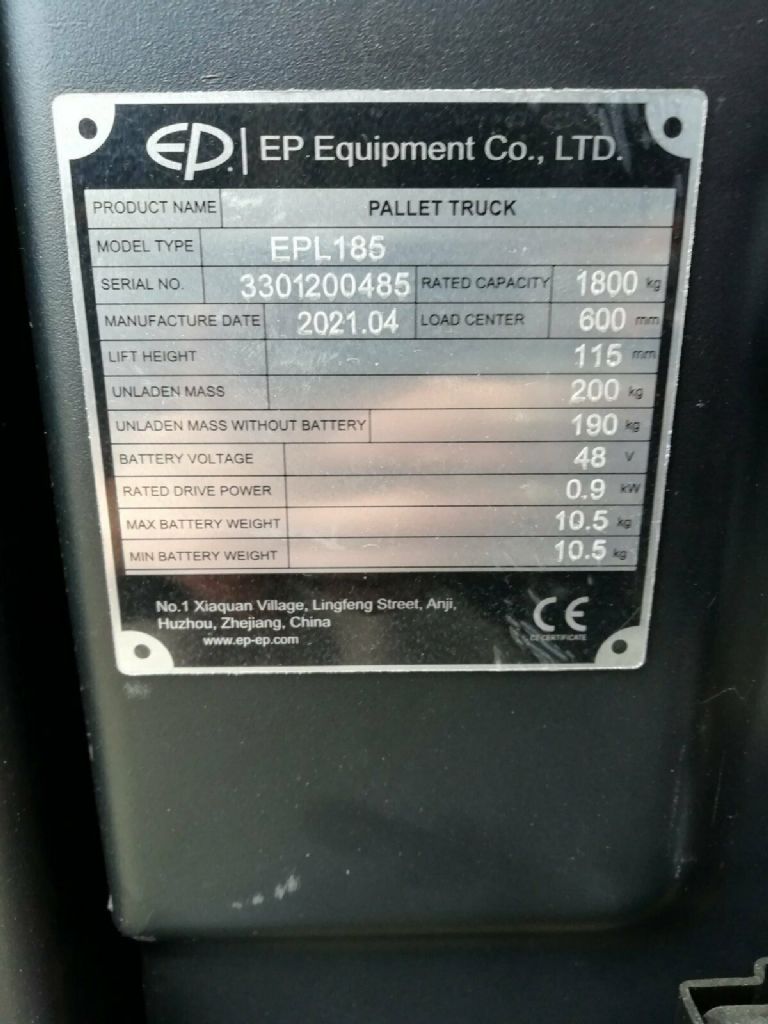 EP. EP Equipment Co., LTD.
PRODUCT NAME PALLET TRUCK
MODEL TYPE EPL185
SERIAL NO. 3301200485 RATED CAPACITY 1800 kg
MANUFACTURE DATE 2021.04 LOAD CENTER 600 mm
LIFT HEIGHT 115 mm
UNLADEN MASS 200 kg
UNLADEN MASS WITHOUT BATTERY 190 kg
BATTERY VOLTAGE 48 V
RATED DRIVE POWER 0.9 kW
MAX BATTERY WEIGHT 10.5 kg
MIN BATTERY WEIGHT 10.5 kg
No.1 Xiaquan Village, Lingfeng Street, Anji,
Huzhou, Zhejiang, China
www.ep-ep.com
CE
CE CERTIFICATE